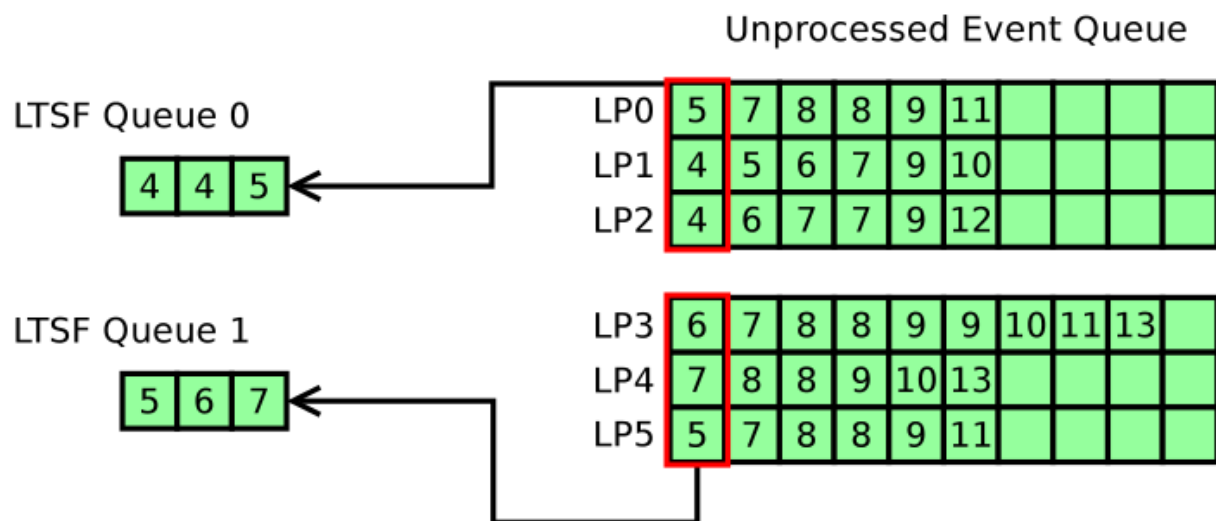 Unprocessed Event Queue
LTSF Queue 0
4 4 5
LP0 5 7 8 8 9 11
LP1 4 5 6 7 9 10
LP2 4 6 7 7 9 12
LTSF Queue 1
5 6 7
LP3 6 7 8 8 9 9 10 11 13
LP4 7 8 8 9 10 13
LP5 5 7 8 8 9 11